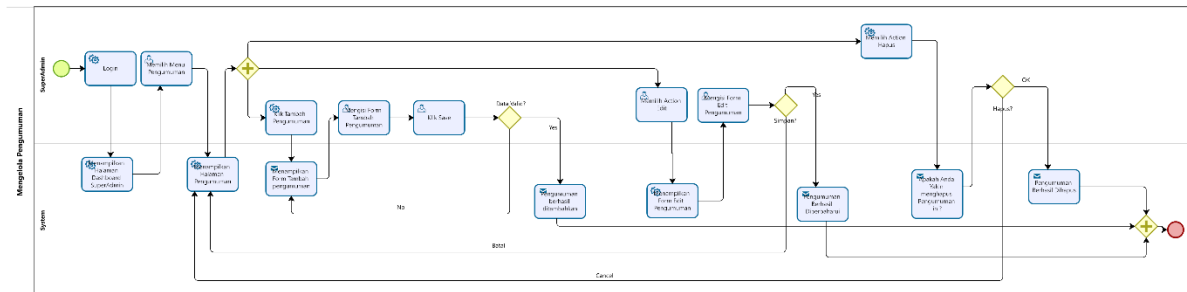 Mengelola Pengumuman
SuperAdmin
System
Login
Memilih Menu
Pengumuman
Menampilkan
Halaman
Dashboard
SuperAdmin
Menampilkan
Halaman
Pengumuman
Klik Tambah
Pengumuman
Menampilkan
Form Tambah
pengumuman
Mengisi Form
Tambah
Pengumuman
Klik Save
Data Valid?
Yes
No
Pengumuman
berhasil
ditambahkan
Memilih Action
Edit
Menampilkan
Form Edit
Pengumuman
Mengisi Form
Edit
Pengumuman
Simpan?
Yes
Batal
Pengumuman
Berhasil
Diperbaharui
Memilih Action
Hapus
Apakah Anda
Yakin
menghapus
Pengumuman
ini ?
Hapus?
OK
Cancel
Pengumuman
Berhasil Dihapus